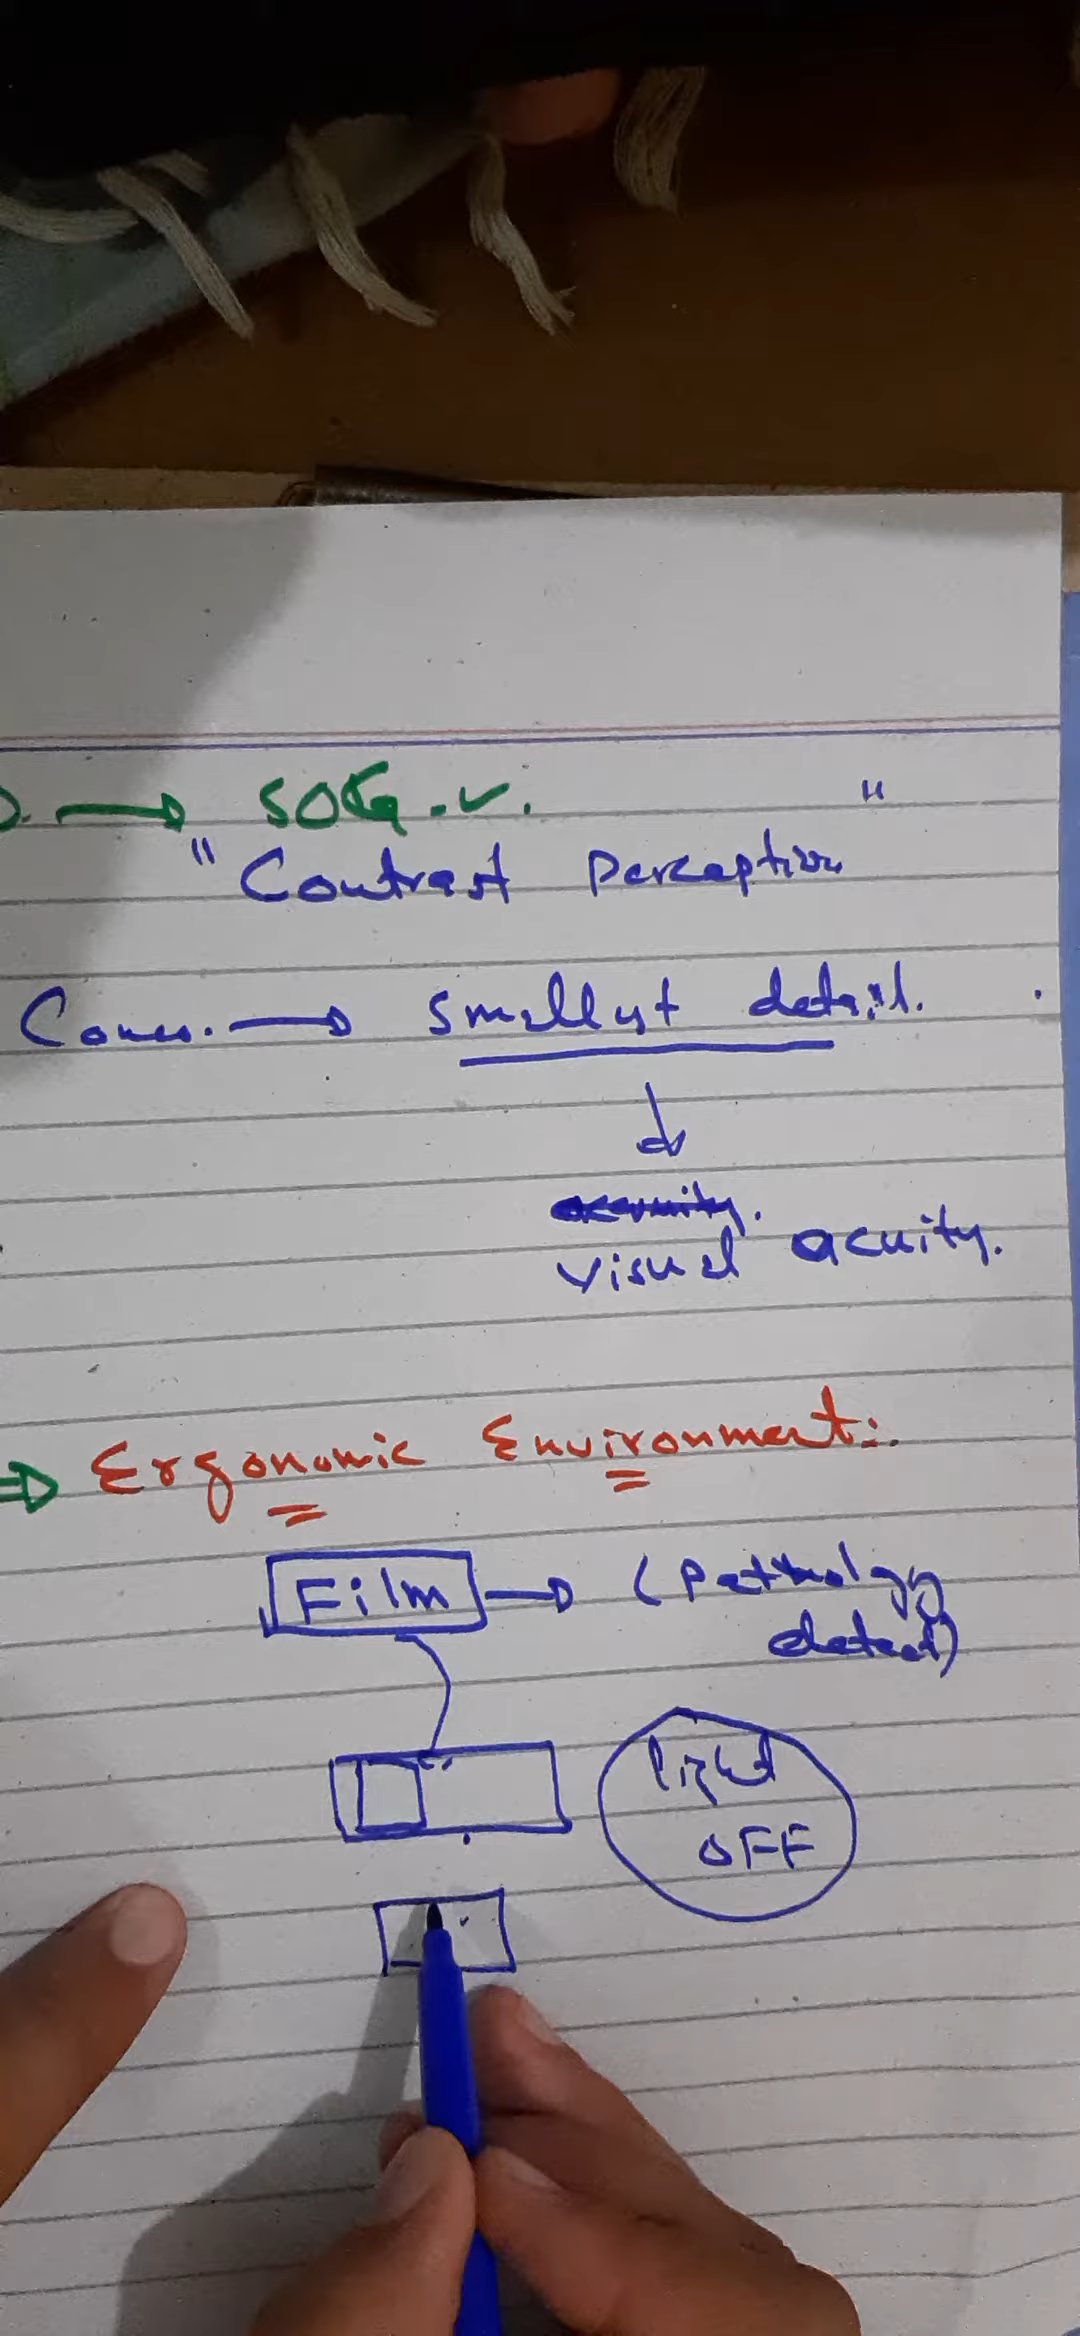 → SOG.V.
" Contrast Perception "
Cones. → Smallest detail.
↓
visual acuity.
⇒ Ergonomic Environment:.
Film → (Pathology
detect)
light
OFF